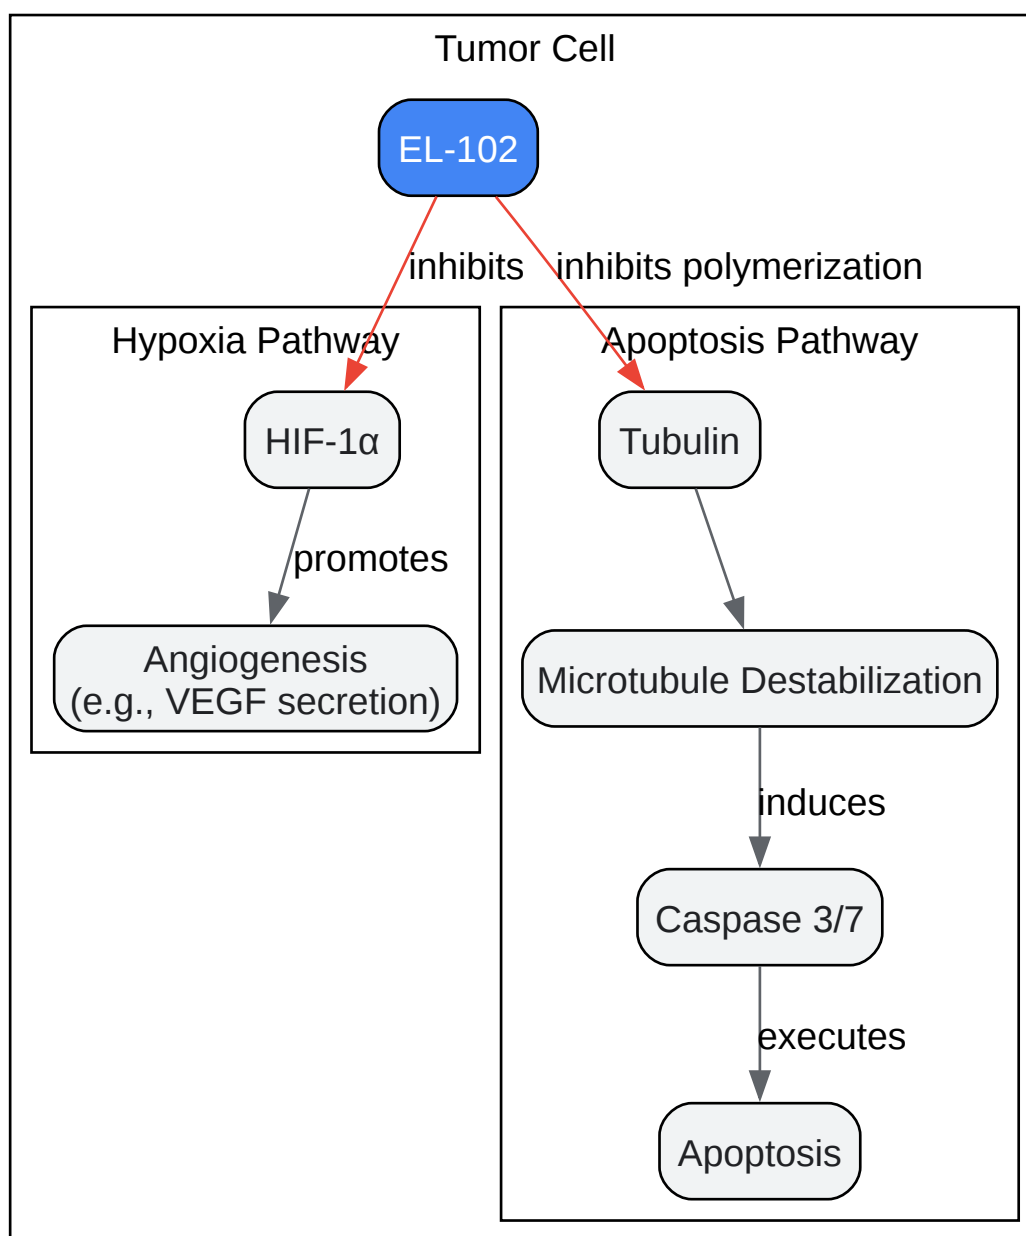 Tumor Cell
EL-102
inhibits
inhibits polymerization
Hypoxia Pathway
Apoptosis Pathway
HIF-1α
Tubulin
promotes
Angiogenesis
(e.g., VEGF secretion)
Microtubule Destabilization
induces
Caspase 3/7
executes
Apoptosis